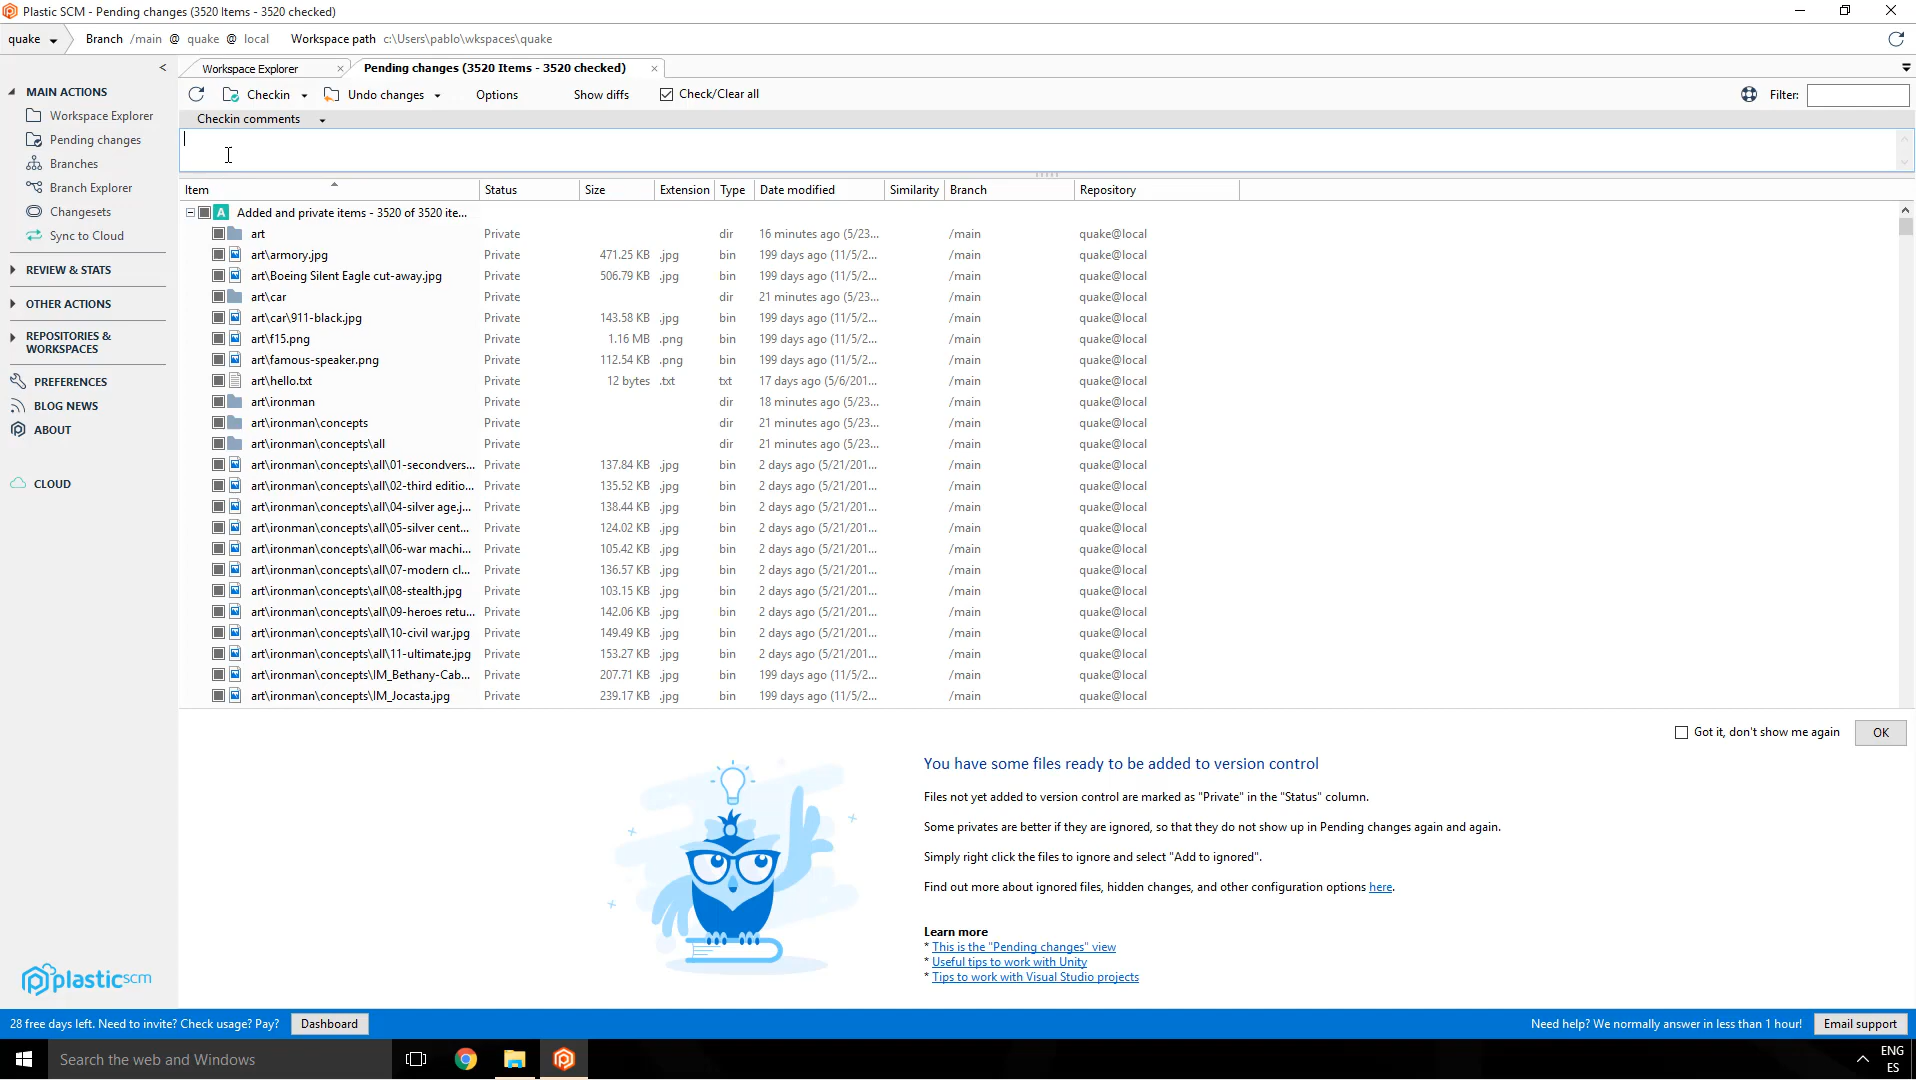 Plastic SCM - Pending changes (3520 Items - 3520 checked)
quake Branch /main @ quake @ local Workspace path c:\Users\pablo\wkspaces\quake
<
Workspace Explorer × Pending changes (3520 Items - 3520 checked) ×
MAIN ACTIONS
Workspace Explorer
Pending changes
Branches
Branch Explorer
Changesets
Sync to Cloud
REVIEW & STATS
OTHER ACTIONS
REPOSITORIES &
WORKSPACES
PREFERENCES
BLOG NEWS
ABOUT
CLOUD
plasticscm
Checkin Undo changes Options Show diffs Check/Clear all Filter:
Checkin comments
Item Status Size Extension Type Date modified Similarity Branch Repository
A Added and private items - 3520 of 3520 ite...
art Private dir 16 minutes ago (5/23... /main quake@local
art\armory.jpg Private 471.25 KB .jpg bin 199 days ago (11/5/2... /main quake@local
art\Boeing Silent Eagle cut-away.jpg Private 506.79 KB .jpg bin 199 days ago (11/5/2... /main quake@local
art\car Private dir 21 minutes ago (5/23... /main quake@local
art\car\911-black.jpg Private 143.58 KB .jpg bin 199 days ago (11/5/2... /main quake@local
art\f15.png Private 1.16 MB .png bin 199 days ago (11/5/2... /main quake@local
art\famous-speaker.png Private 112.54 KB .png bin 199 days ago (11/5/2... /main quake@local
art\hello.txt Private 12 bytes .txt txt 17 days ago (5/6/201... /main quake@local
art\ironman Private dir 18 minutes ago (5/23... /main quake@local
art\ironman\concepts Private dir 21 minutes ago (5/23... /main quake@local
art\ironman\concepts\all Private dir 21 minutes ago (5/23... /main quake@local
art\ironman\concepts\all\01-secondvers... Private 137.84 KB .jpg bin 2 days ago (5/21/201... /main quake@local
art\ironman\concepts\all\02-third editio... Private 135.52 KB .jpg bin 2 days ago (5/21/201... /main quake@local
art\ironman\concepts\all\04-silver age.j... Private 138.44 KB .jpg bin 2 days ago (5/21/201... /main quake@local
art\ironman\concepts\all\05-silver cent... Private 124.02 KB .jpg bin 2 days ago (5/21/201... /main quake@local
art\ironman\concepts\all\06-war machi... Private 105.42 KB .jpg bin 2 days ago (5/21/201... /main quake@local
art\ironman\concepts\all\07-modern cl... Private 136.57 KB .jpg bin 2 days ago (5/21/201... /main quake@local
art\ironman\concepts\all\08-stealth.jpg Private 103.15 KB .jpg bin 2 days ago (5/21/201... /main quake@local
art\ironman\concepts\all\09-heroes retu... Private 142.06 KB .jpg bin 2 days ago (5/21/201... /main quake@local
art\ironman\concepts\all\10-civil war.jpg Private 149.49 KB .jpg bin 2 days ago (5/21/201... /main quake@local
art\ironman\concepts\all\11-ultimate.jpg Private 153.27 KB .jpg bin 2 days ago (5/21/201... /main quake@local
art\ironman\concepts\IM_Bethany-Cab... Private 207.71 KB .jpg bin 199 days ago (11/5/2... /main quake@local
art\ironman\concepts\IM_Jocasta.jpg Private 239.17 KB .jpg bin 199 days ago (11/5/2... /main quake@local
Got it, don't show me again OK
You have some files ready to be added to version control
Files not yet added to version control are marked as "Private" in the "Status" column.
Some privates are better if they are ignored, so that they do not show up in Pending changes again and again.
Simply right click the files to ignore and select "Add to ignored".
Find out more about ignored files, hidden changes, and other configuration options here.
Learn more
* This is the "Pending changes" view
* Useful tips to work with Unity
* Tips to work with Visual Studio projects
28 free days left. Need to invite? Check usage? Pay? Dashboard Need help? We normally answer in less than 1 hour! Email support
Search the web and Windows ENG
ES